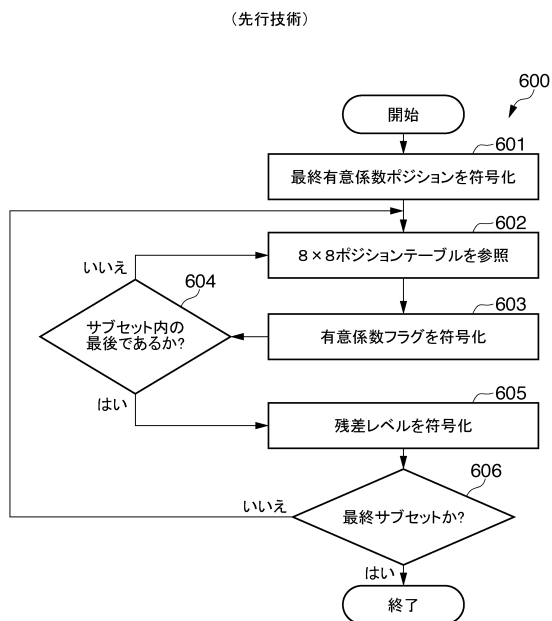 （先行技術）
600
開始
601
最終有意係数ポジションを符号化
602
8×8ポジションテーブルを参照
いいえ
604
603
サブセット内の
最後であるか?
有意係数フラグを符号化
はい
605
残差レベルを符号化
606
いいえ
最終サブセットか?
はい
終了